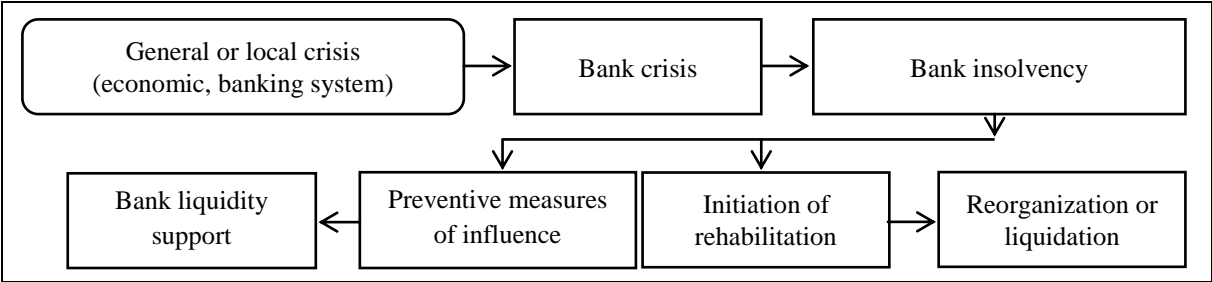 General or local crisis
(economic, banking system)
Bank crisis
Bank insolvency
Bank liquidity
support
Preventive measures
of influence
Initiation of
rehabilitation
Reorganization or
liquidation